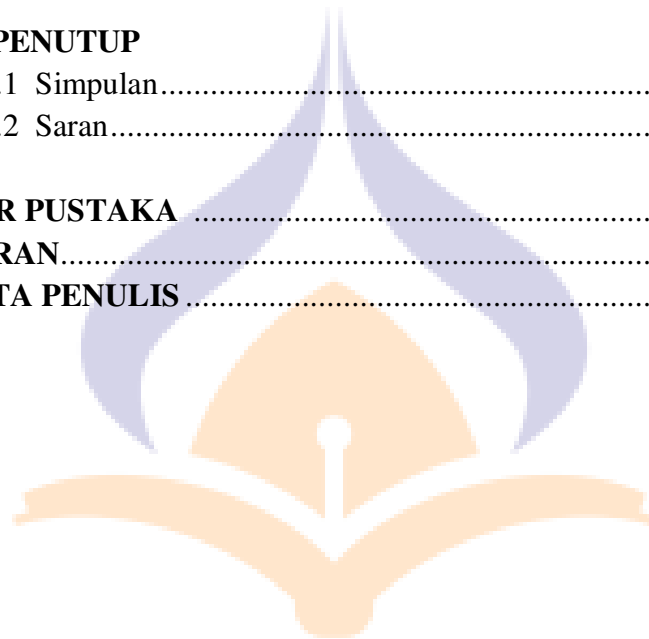 PENUTUP
.1 Simpulan.............................................................
.2 Saran...................................................................
R PUSTAKA .........................................................
RAN.........................................................................
TA PENULIS ..........................................................